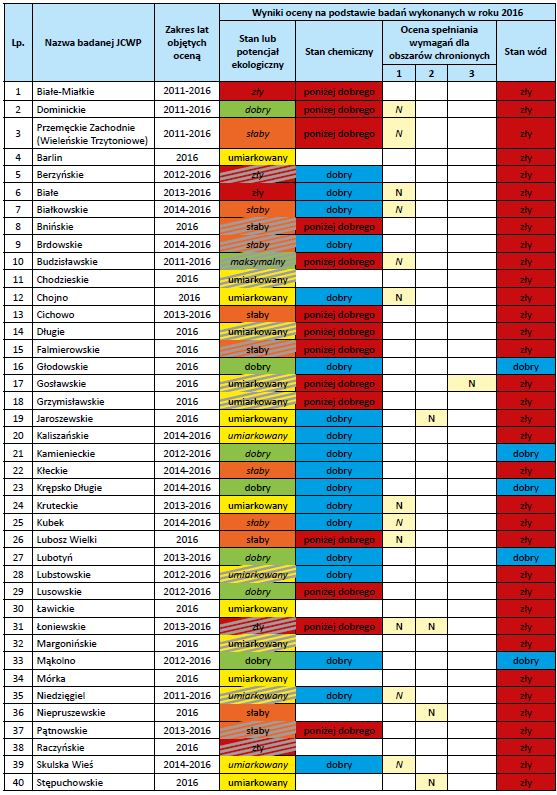 Lp. Nazwa badanej JCWP Zakres lat objętych oceną Wyniki oceny na podstawie badań wykonanych w roku 2016
Stan lub potencjał ekologiczny Stan chemiczny Ocena spełniania wymagań dla obszarów chronionych Stan wód
1 2 3
1 Białe-Miałkie 2011-2016 zły poniżej dobrego zły
2 Dominickie 2011-2016 dobry poniżej dobrego N zły
3 Przemęckie Zachodnie (Wieleńskie Trzytoniowe) 2011-2016 słaby poniżej dobrego N zły
4 Barlin 2016 umiarkowany zły
5 Berzyńskie 2012-2016 zły dobry zły
6 Białe 2013-2016 zły dobry N zły
7 Białkowskie 2014-2016 słaby dobry N zły
8 Bnińskie 2016 słaby poniżej dobrego zły
9 Brdowskie 2014-2016 słaby dobry zły
10 Budzisławskie 2011-2016 maksymalny poniżej dobrego N zły
11 Chodzieskie 2016 umiarkowany zły
12 Chojno 2016 umiarkowany dobry N zły
13 Cichowo 2013-2016 słaby poniżej dobrego zły
14 Długie 2016 umiarkowany poniżej dobrego zły
15 Falmierowskie 2016 słaby poniżej dobrego zły
16 Głodowskie 2016 dobry dobry dobry
17 Gosławskie 2016 umiarkowany poniżej dobrego N zły
18 Grzymisławskie 2016 umiarkowany poniżej dobrego zły
19 Jaroszewskie 2016 umiarkowany dobry N zły
20 Kaliszańskie 2014-2016 umiarkowany dobry zły
21 Kamienieckie 2012-2016 dobry dobry dobry
22 Kłeckie 2014-2016 słaby dobry zły
23 Krępsko Długie 2014-2016 dobry dobry dobry
24 Kruteckie 2013-2016 umiarkowany dobry N zły
25 Kubek 2014-2016 słaby dobry N zły
26 Lubosz Wielki 2016 słaby poniżej dobrego N zły
27 Lubotyń 2013-2016 dobry dobry dobry
28 Lubstowskie 2012-2016 umiarkowany dobry zły
29 Lusowskie 2012-2016 dobry poniżej dobrego zły
30 Ławickie 2016 umiarkowany zły
31 Łoniewskie 2013-2016 zły poniżej dobrego N N zły
32 Margonińskie 2016 umiarkowany zły
33 Mąkolno 2012-2016 dobry dobry dobry
34 Mórka 2016 umiarkowany zły
35 Niedzięgiel 2011-2016 umiarkowany dobry N zły
36 Niepruszewskie 2016 słaby N zły
37 Pątnowskie 2013-2016 słaby poniżej dobrego zły
38 Raczyńskie 2016 zły zły
39 Skulska Wieś 2014-2016 umiarkowany dobry N zły
40 Stępuchowskie 2016 umiarkowany N zły